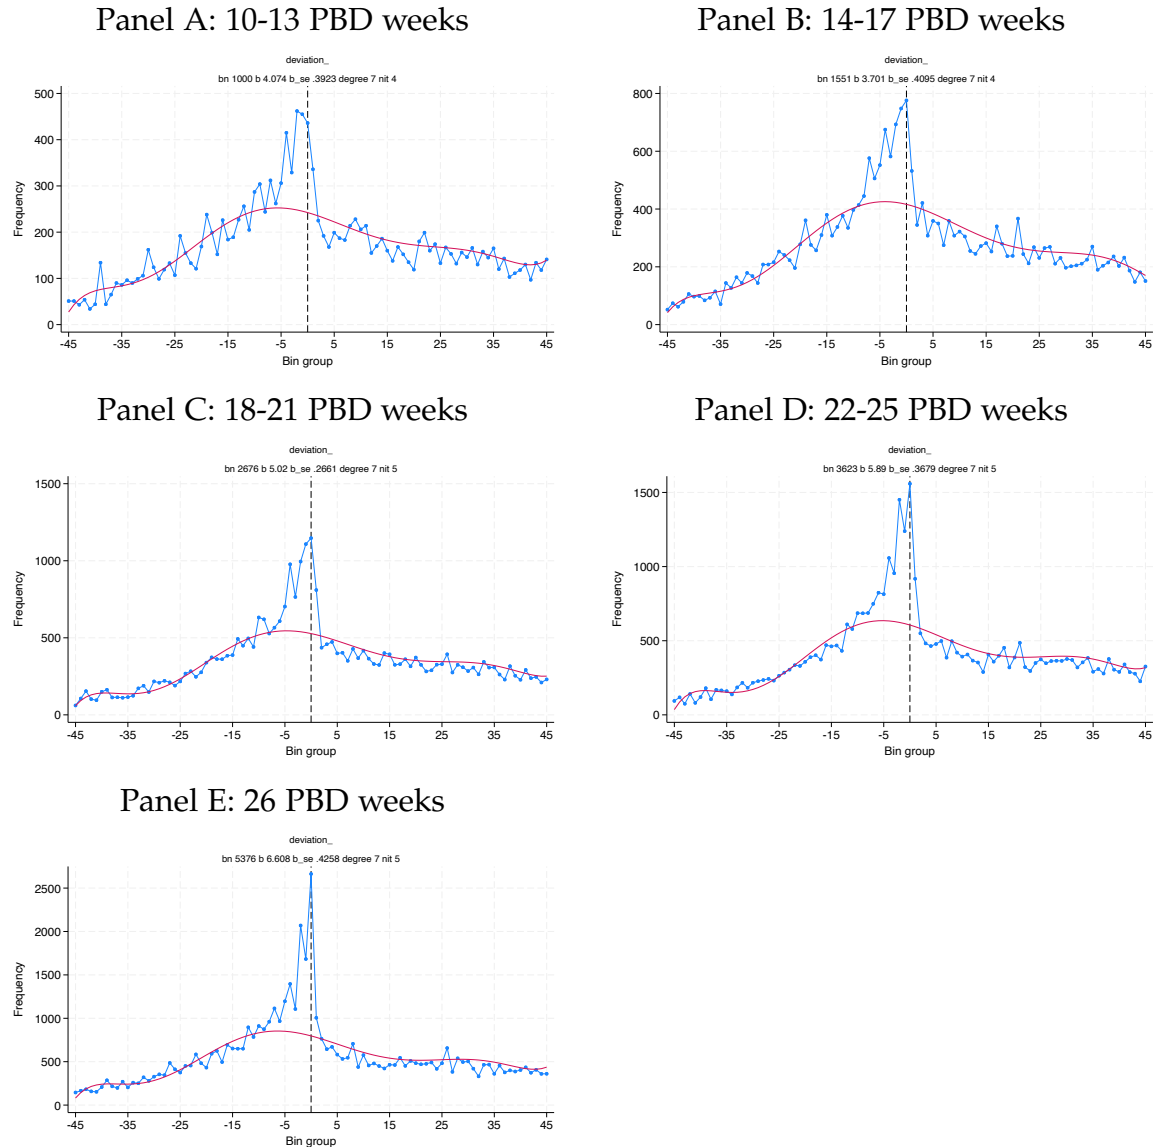 Panel A: 10-13 PBD weeks
deviation_
bn 1000 b 4.074 b_se .3923 degree 7 nit 4
500
400
300
200
100
0
Frequency
-45 -35 -25 -15 -5 5 15 25 35 45
Bin group
Panel B: 14-17 PBD weeks
deviation_
bn 1551 b 3.701 b_se .4095 degree 7 nit 4
800
600
400
200
0
Frequency
-45 -35 -25 -15 -5 5 15 25 35 45
Bin group
Panel C: 18-21 PBD weeks
deviation_
bn 2676 b 5.02 b_se .2661 degree 7 nit 5
1500
1000
500
0
Frequency
-45 -35 -25 -15 -5 5 15 25 35 45
Bin group
Panel D: 22-25 PBD weeks
deviation_
bn 3623 b 5.89 b_se .3679 degree 7 nit 5
1500
1000
500
0
Frequency
-45 -35 -25 -15 -5 5 15 25 35 45
Bin group
Panel E: 26 PBD weeks
deviation_
bn 5376 b 6.608 b_se .4258 degree 7 nit 5
2500
2000
1500
1000
500
0
Frequency
-45 -35 -25 -15 -5 5 15 25 35 45
Bin group